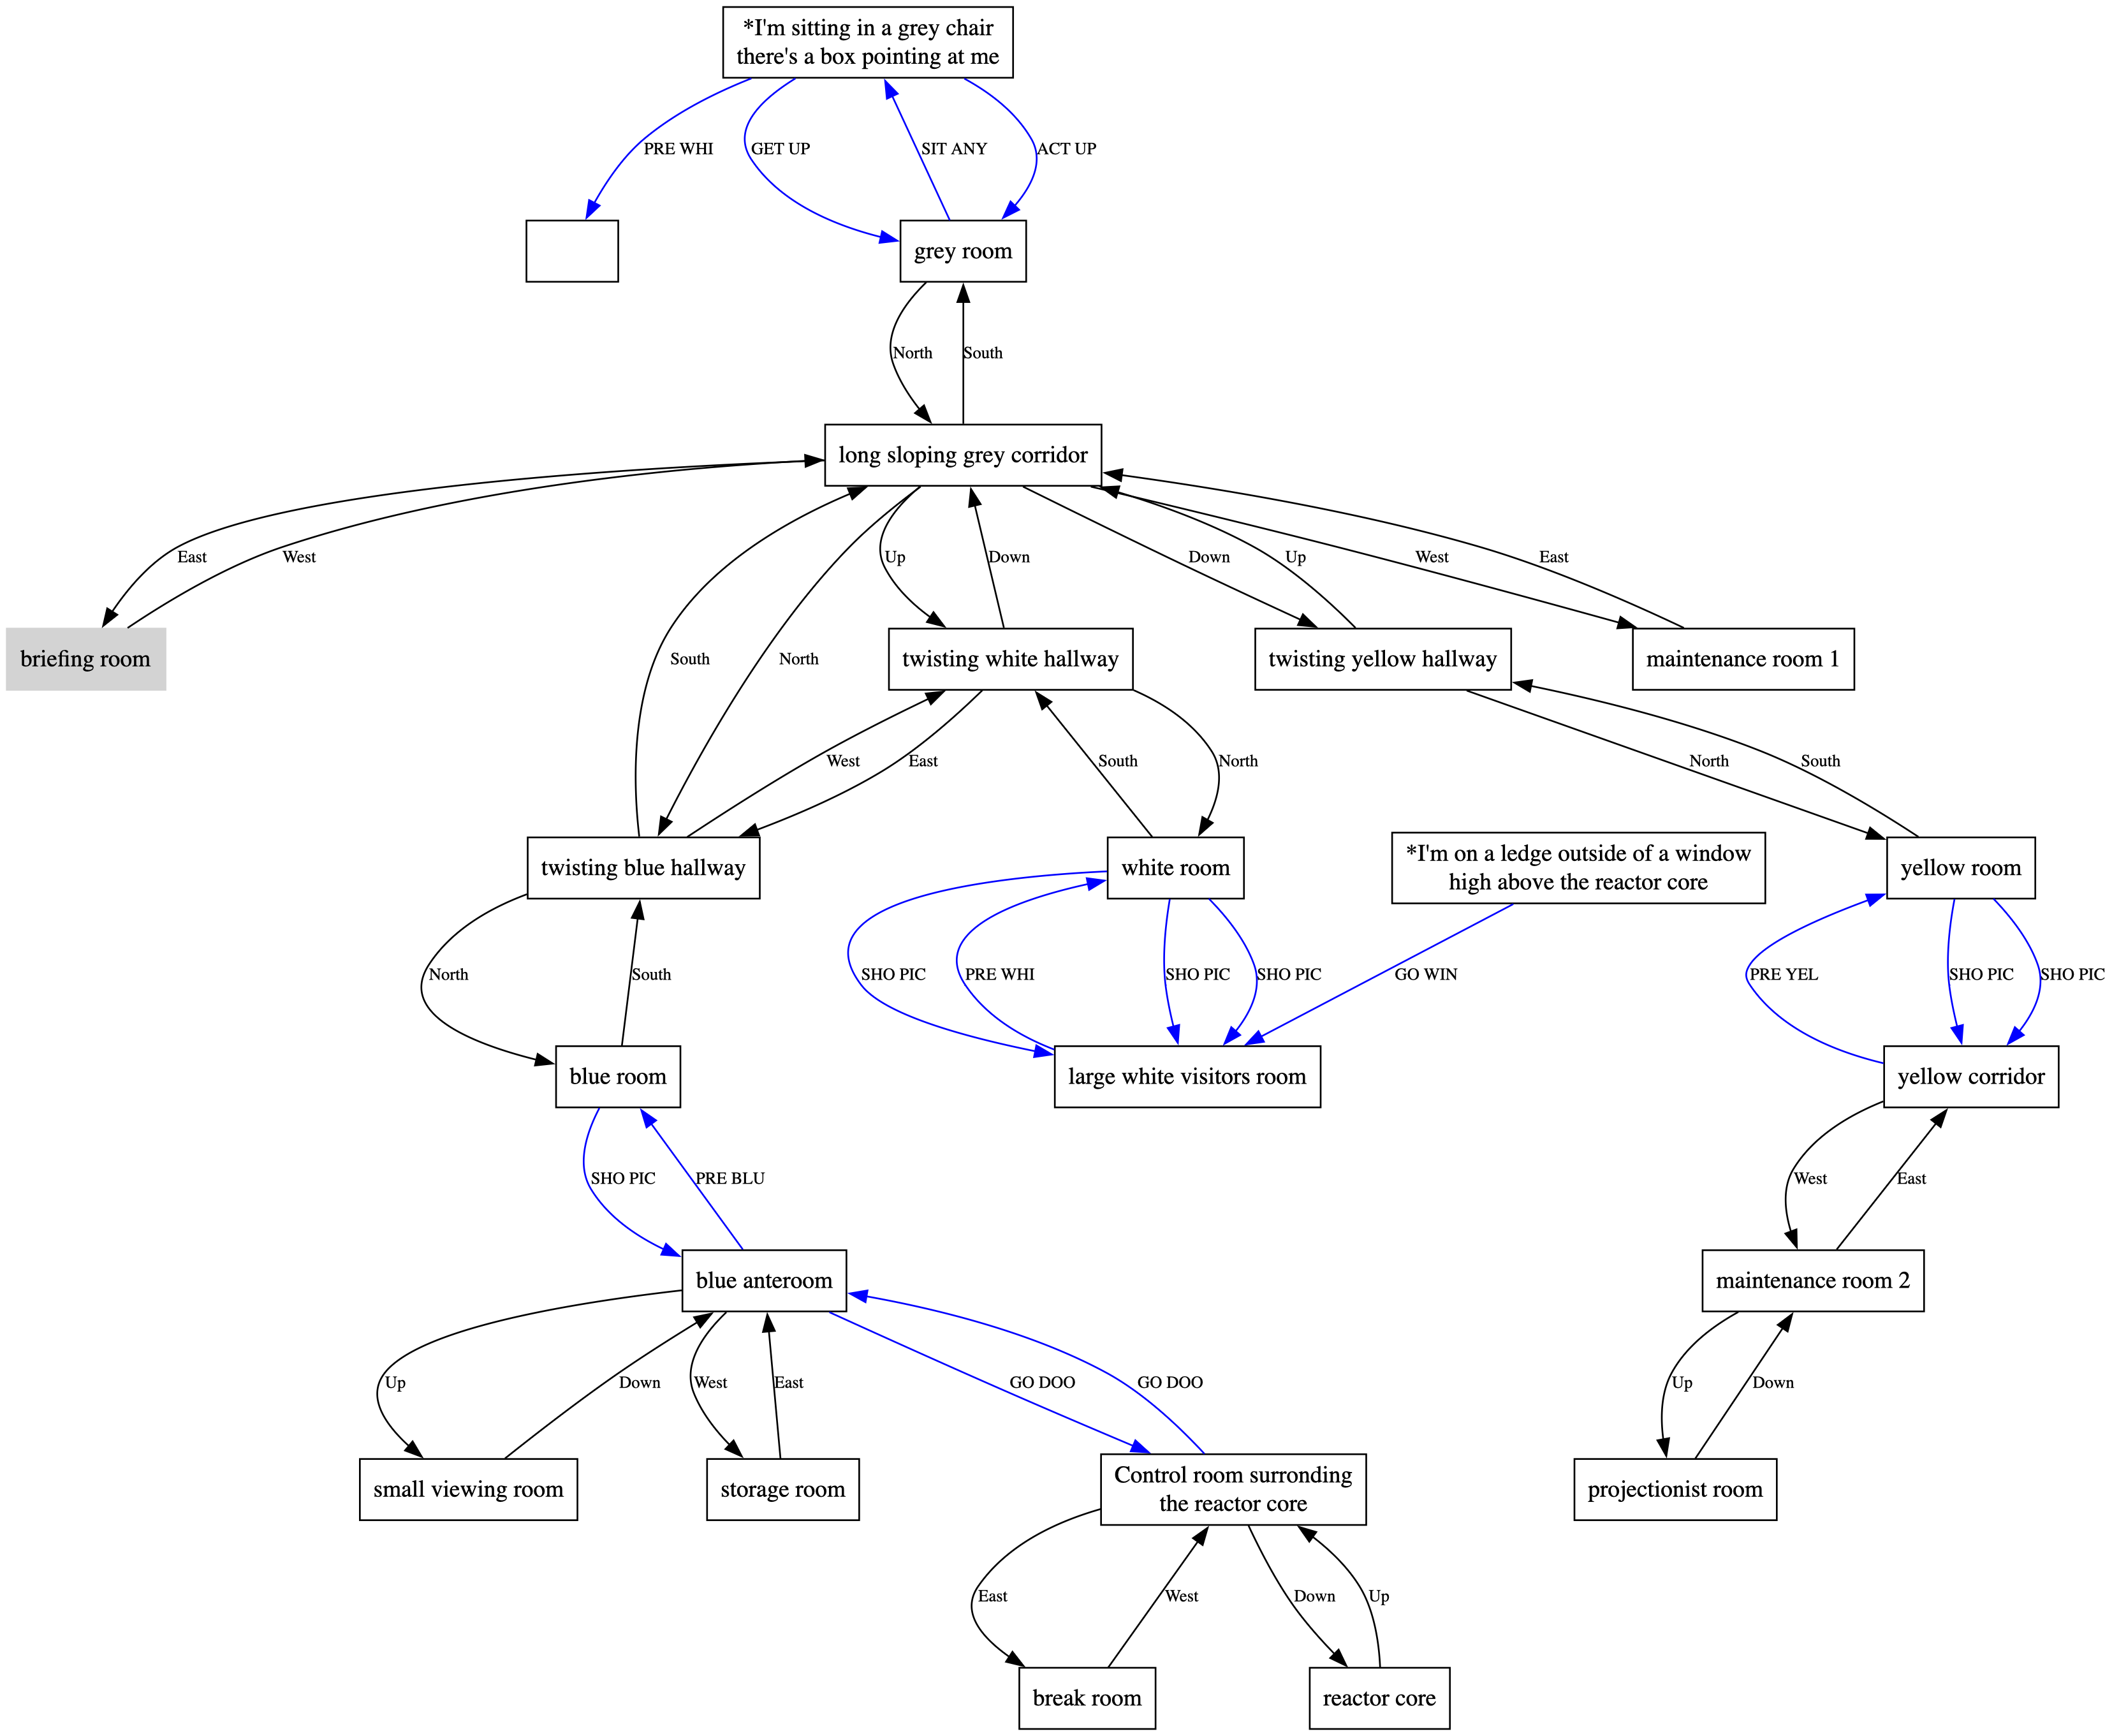 *I'm sitting in a grey chair
there's a box pointing at me
PRE WHI
GET UP
SIT ANY
ACT UP
grey room
North
South
long sloping grey corridor
East
West
Up
Down
Down
Up
West
East
briefing room
South
North
twisting white hallway
twisting yellow hallway
maintenance room 1
West
East
South
North
North
South
twisting blue hallway
white room
*I'm on a ledge outside of a window
high above the reactor core
yellow room
North
South
SHO PIC
PRE WHI
SHO PIC
SHO PIC
GO WIN
PRE YEL
SHO PIC
SHO PIC
blue room
large white visitors room
yellow corridor
SHO PIC
PRE BLU
West
East
blue anteroom
maintenance room 2
Up
Down
West
East
GO DOO
GO DOO
Up
Down
small viewing room
storage room
Control room surronding
the reactor core
projectionist room
East
West
Down
Up
break room
reactor core